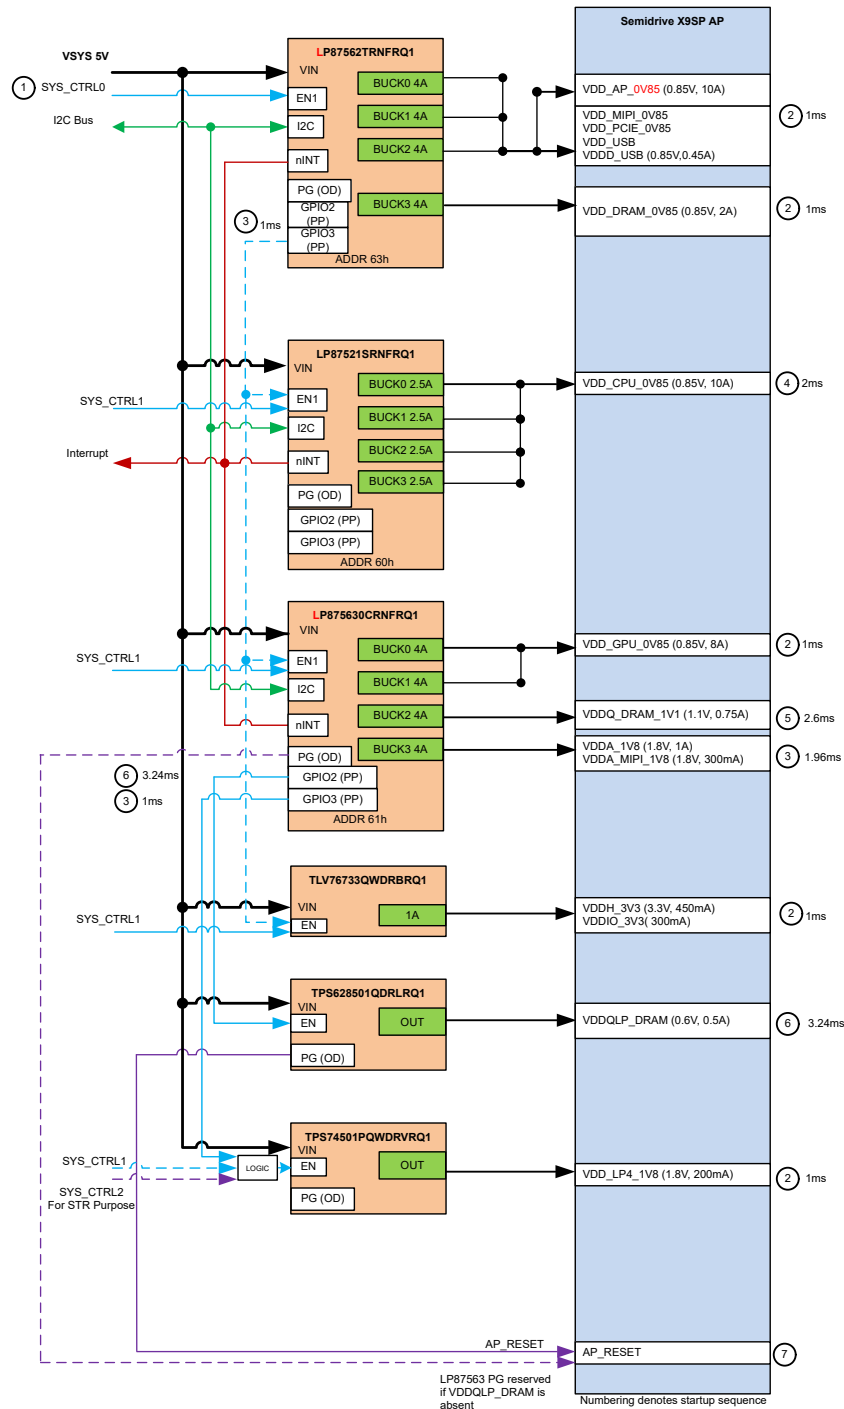 Semidrive X9SP AP
VSYS 5V
LP87562TRNFRQ1
VIN
BUCK0 4A
1
SYS_CTRL0
EN1
VDD_AP_0V85 (0.85V, 10A)
I2C Bus
I2C
BUCK1 4A
VDD_MIPI_0V85
VDD_PCIE_0V85
VDD_USB
VDDD_USB (0.85V,0.45A)
2
1ms
nINT
BUCK2 4A
PG (OD)
GPIO2
(PP)
BUCK3 4A
VDD_DRAM_0V85 (0.85V, 2A)
2
1ms
3
1ms
GPIO3
(PP)
ADDR 63h
LP87521SRNFRQ1
VIN
BUCK0 2.5A
VDD_CPU_0V85 (0.85V, 10A)
4
2ms
SYS_CTRL1
EN1
BUCK1 2.5A
I2C
BUCK2 2.5A
Interrupt
nINT
BUCK3 2.5A
PG (OD)
GPIO2 (PP)
GPIO3 (PP)
ADDR 60h
LP875630CRNFRQ1
VIN
BUCK0 4A
VDD_GPU_0V85 (0.85V, 8A)
2
1ms
SYS_CTRL1
EN1
BUCK1 4A
I2C
BUCK2 4A
VDDQ_DRAM_1V1 (1.1V, 0.75A)
5
2.6ms
nINT
BUCK3 4A
VDDA_1V8 (1.8V, 1A)
VDDA_MIPI_1V8 (1.8V, 300mA)
3
1.96ms
PG (OD)
6
3.24ms
GPIO2 (PP)
3
1ms
GPIO3 (PP)
ADDR 61h
TLV76733QWDRBRQ1
VIN
1A
VDDH_3V3 (3.3V, 450mA)
VDDIO_3V3( 300mA)
2
1ms
SYS_CTRL1
EN
TPS628501QDRLRQ1
VIN
EN
OUT
VDDQLP_DRAM (0.6V, 0.5A)
6
3.24ms
PG (OD)
TPS74501PQWDRVRQ1
VIN
SYS_CTRL1
LOGIC
EN
OUT
VDD_LP4_1V8 (1.8V, 200mA)
2
1ms
SYS_CTRL2
For STR Purpose
PG (OD)
AP_RESET
AP_RESET
7
LP87563 PG reserved
if VDDQLP_DRAM is
absent
Numbering denotes startup sequence